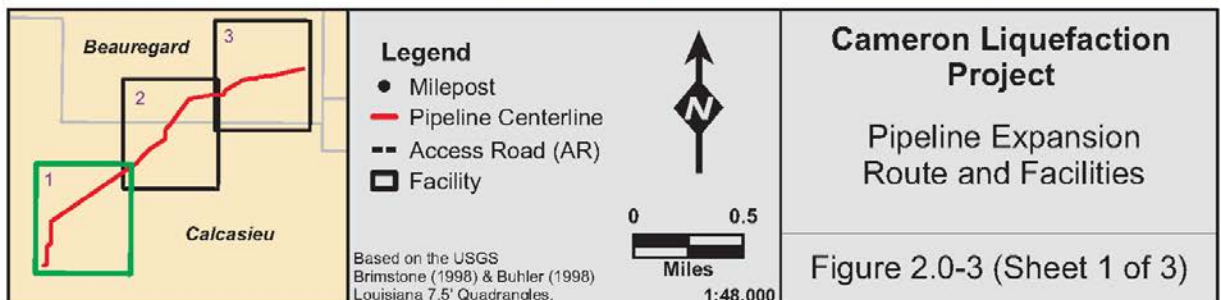 Beauregard
3
2
1
Calcasieu
Legend
Milepost
Pipeline Centerline
Access Road (AR)
Facility
Based on the USGS
Brimstone (1998) & Buhler (1998)
Louisiana 7.5' Quadrangles.
N
0 0.5
Miles
1:48,000
Cameron Liquefaction
Project
Pipeline Expansion
Route and Facilities
Figure 2.0-3 (Sheet 1 of 3)